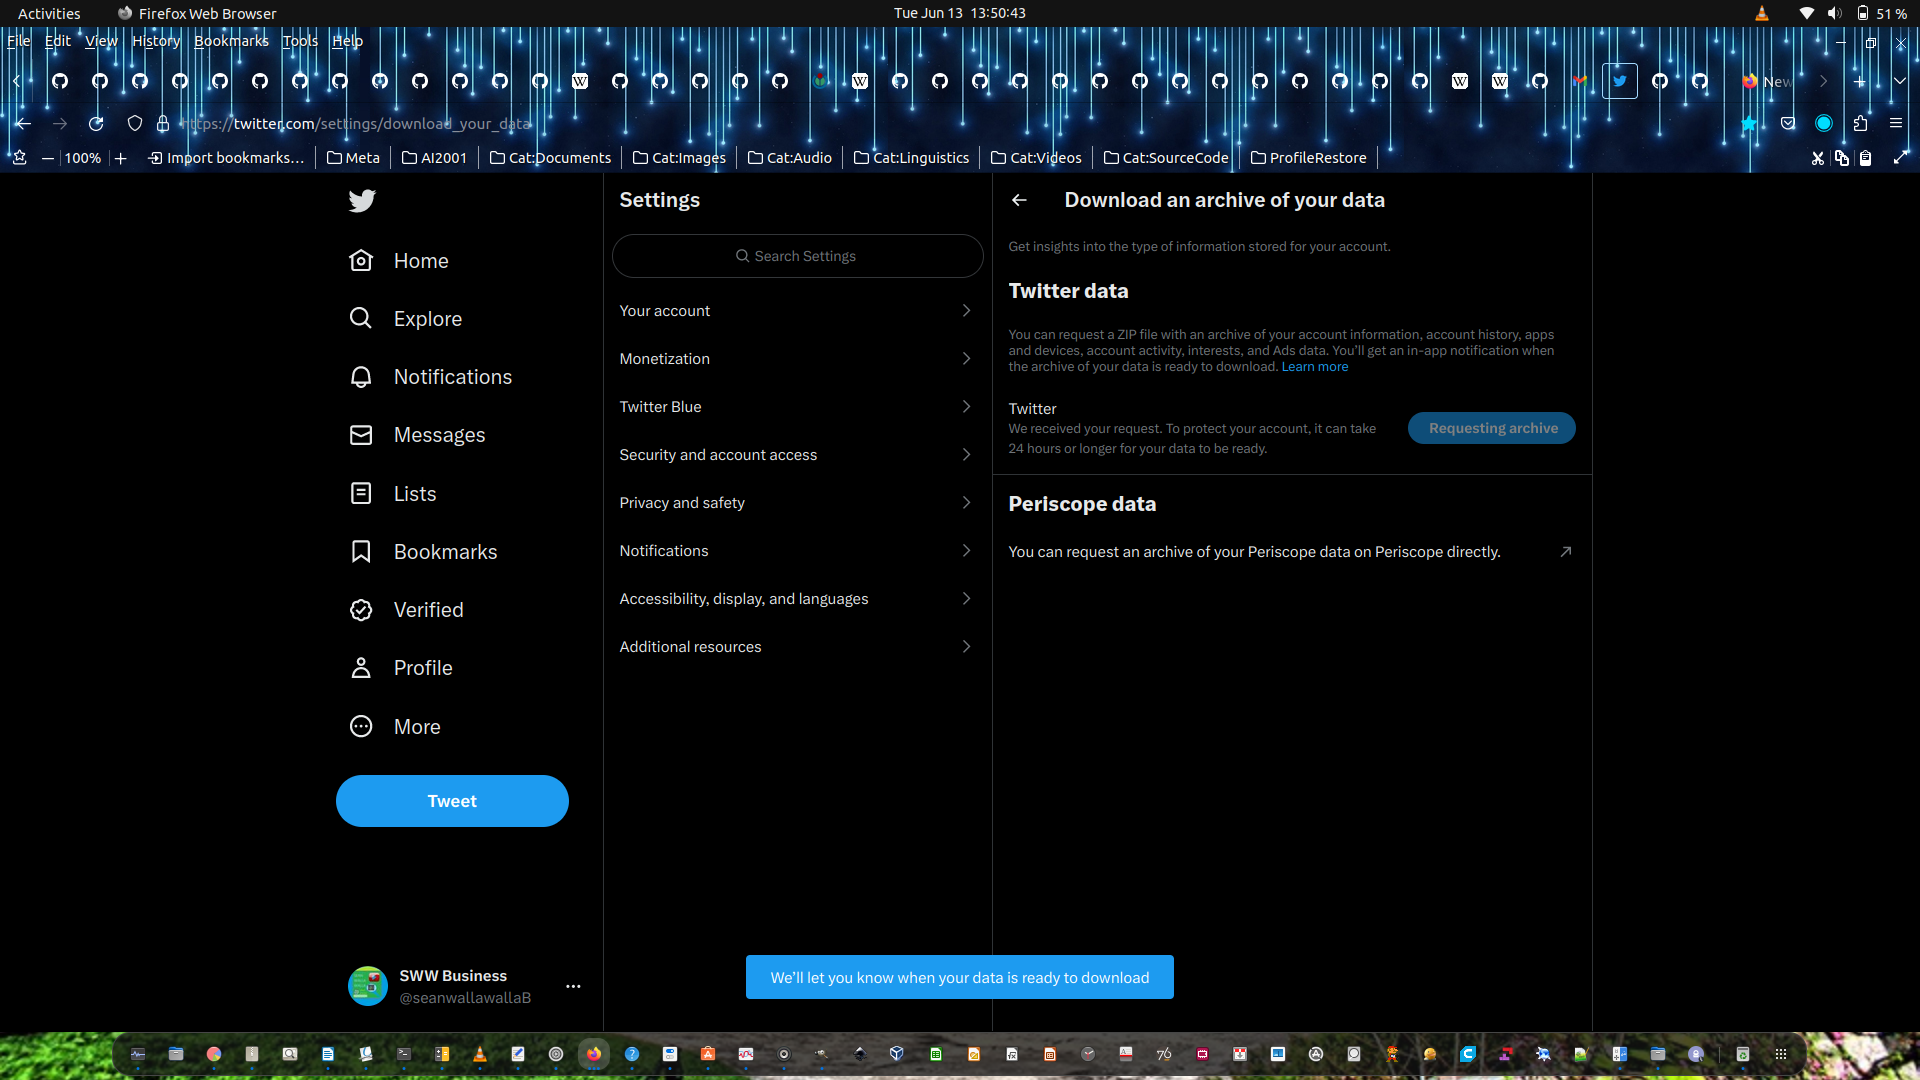 Activities
Firefox Web Browser
Tue Jun 13 13:50:43
51 %
File Edit View History Bookmarks Tools Help
W
W
W
W
New
https://twitter.com/settings/download_your_data
100%
Import bookmarks…
Meta
AI2001
Cat:Documents
Cat:Images
Cat:Audio
Cat:Linguistics
Cat:Videos
Cat:SourceCode
ProfileRestore
Home
Explore
Notifications
Messages
Lists
Bookmarks
Verified
Profile
More
Tweet
SWW Business
@seanwallawallaB
Settings
Search Settings
Your account
Monetization
Twitter Blue
Security and account access
Privacy and safety
Notifications
Accessibility, display, and languages
Additional resources
Download an archive of your data
Get insights into the type of information stored for your account.
Twitter data
You can request a ZIP file with an archive of your account information, account history, apps
and devices, account activity, interests, and Ads data. You’ll get an in-app notification when
the archive of your data is ready to download. Learn more
Twitter
We received your request. To protect your account, it can take
24 hours or longer for your data to be ready.
Requesting archive
Periscope data
You can request an archive of your Periscope data on Periscope directly.
We’ll let you know when your data is ready to download